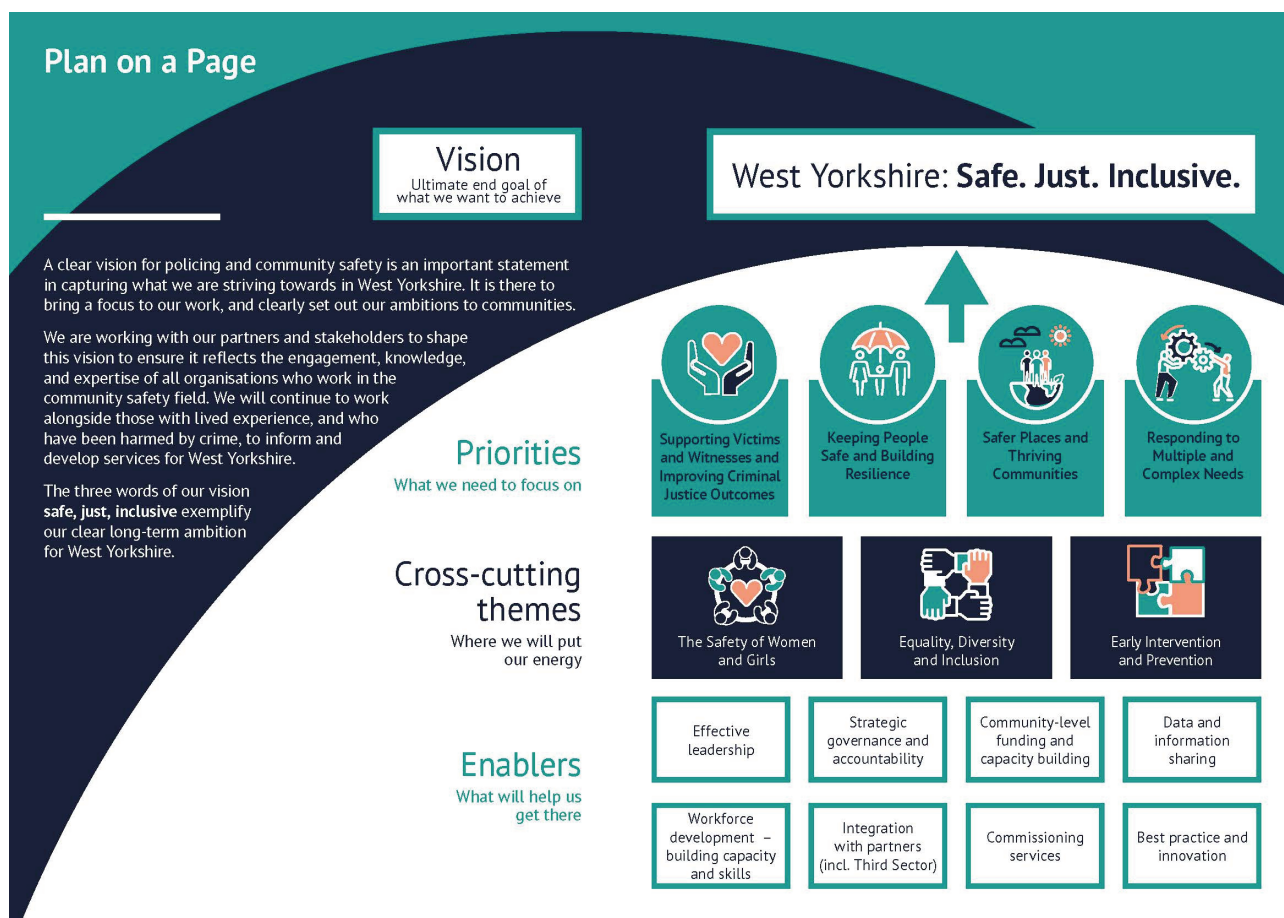 Plan on a Page
Vision
Ultimate end goal of
what we want to achieve
West Yorkshire: Safe. Just. Inclusive.
A clear vision for policing and community safety is an important statement
in capturing what we are striving towards in West Yorkshire. It is there to
bring a focus to our work, and clearly set out our ambitions to communities.
We are working with our partners and stakeholders to shape
this vision to ensure it reflects the engagement, knowledge,
and expertise of all organisations who work in the
community safety field. We will continue to work
alongside those with lived experience, and who
have been harmed by crime, to inform and
develop services for West Yorkshire.
The three words of our vision
safe, just, inclusive exemplify
our clear long-term ambition
for West Yorkshire.
Priorities
What we need to focus on
Supporting Victims
and Witnesses and
Improving Criminal
Justice Outcomes
Keeping People
Safe and Building
Resilience
Safer Places and
Thriving
Communities
Responding to
Multiple and
Complex Needs
Cross-cutting
themes
Where we will put
our energy
The Safety of Women
and Girls
Equality, Diversity
and Inclusion
Early Intervention
and Prevention
Enablers
What will help us
get there
Effective
leadership
Strategic
governance and
accountability
Community-level
funding and
capacity building
Data and
information
sharing
Workforce
development –
building capacity
and skills
Integration
with partners
(incl. Third Sector)
Commissioning
services
Best practice and
innovation